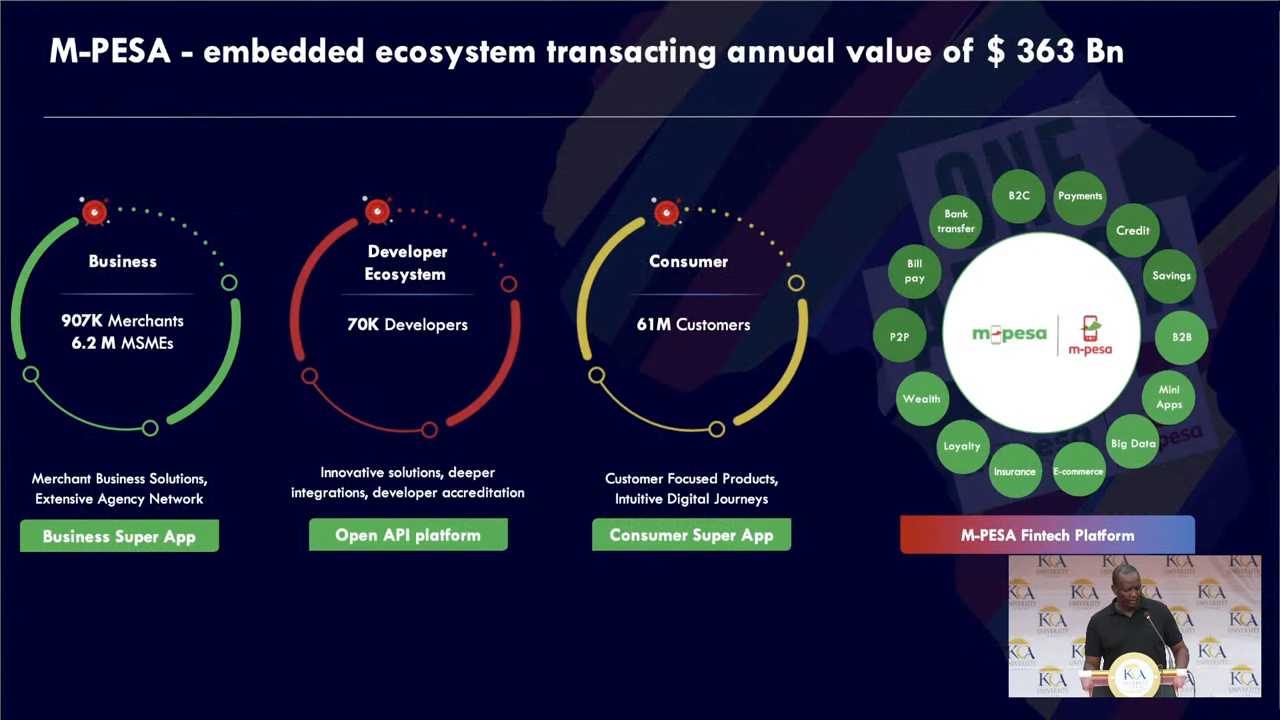 M-PESA - embedded ecosystem transacting annual value of $ 363 Bn
Business
907K Merchants
6.2 M MSMEs
Merchant Business Solutions,
Extensive Agency Network
Business Super App
Developer
Ecosystem
70K Developers
Innovative solutions, deeper
integrations, developer accreditation
Open API platform
Consumer
61M Customers
Customer Focused Products,
Intuitive Digital Journeys
Consumer Super App
B2C
Payments
Credit
Savings
B2B
Mini
Apps
Big Data
E-commerce
Insurance
Loyalty
Wealth
P2P
Bill
pay
Bank
transfer
m-pesa
m-pesa
M-PESA Fintech Platform
ONE
pesa
KCA
UNIVERSITY